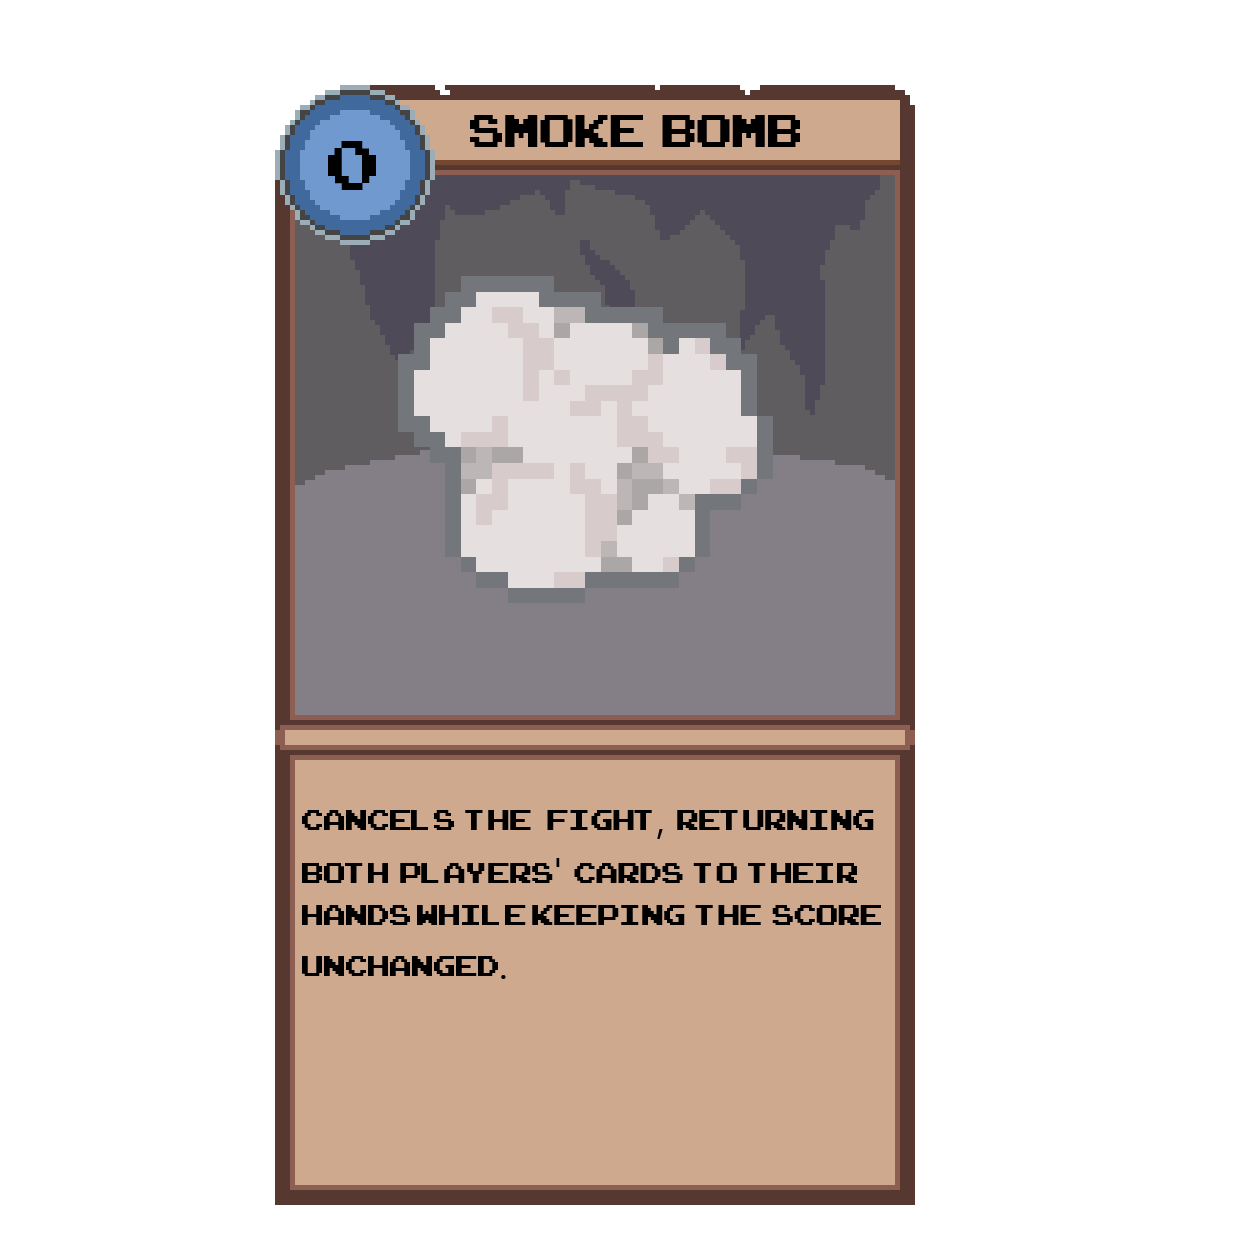 0
SMOKE BOMB
CANCELS THE FIGHT, RETURNING
BOTH PLAYERS' CARDS TO THEIR
HANDS WHILE KEEPING THE SCORE
UNCHANGED.